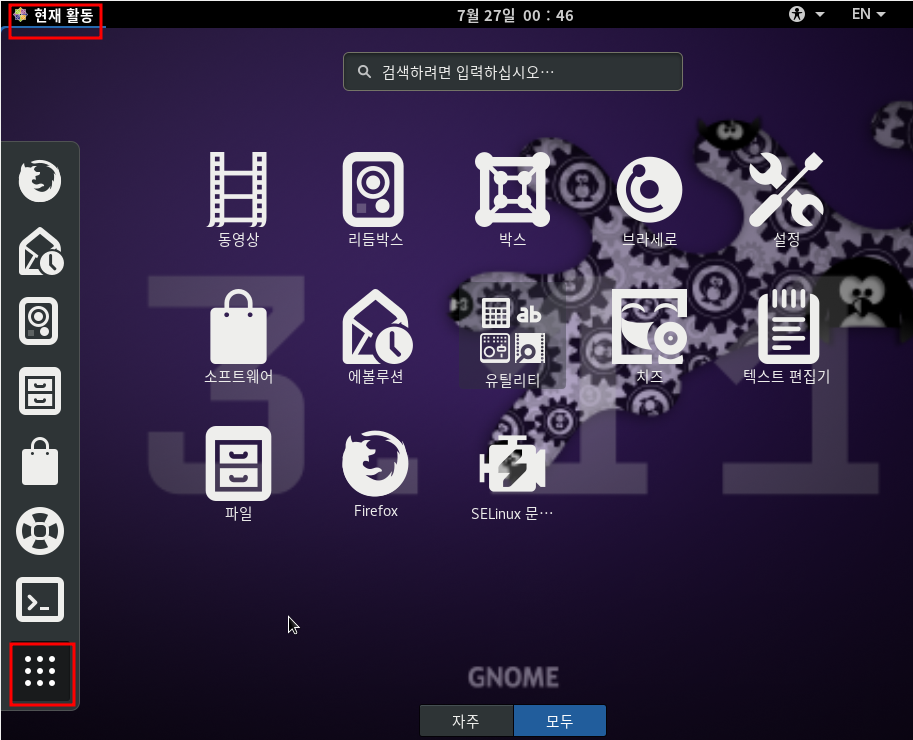 현재 활동
7월 27일 00 : 46
EN
검색하려면 입력하십시오…
동영상
리듬박스
박스
브라세로
설정
소프트웨어
에볼루션
ab
유틸리티
치즈
텍스트 편집기
파일
Firefox
SELinux 문…
GNOME
자주
모두